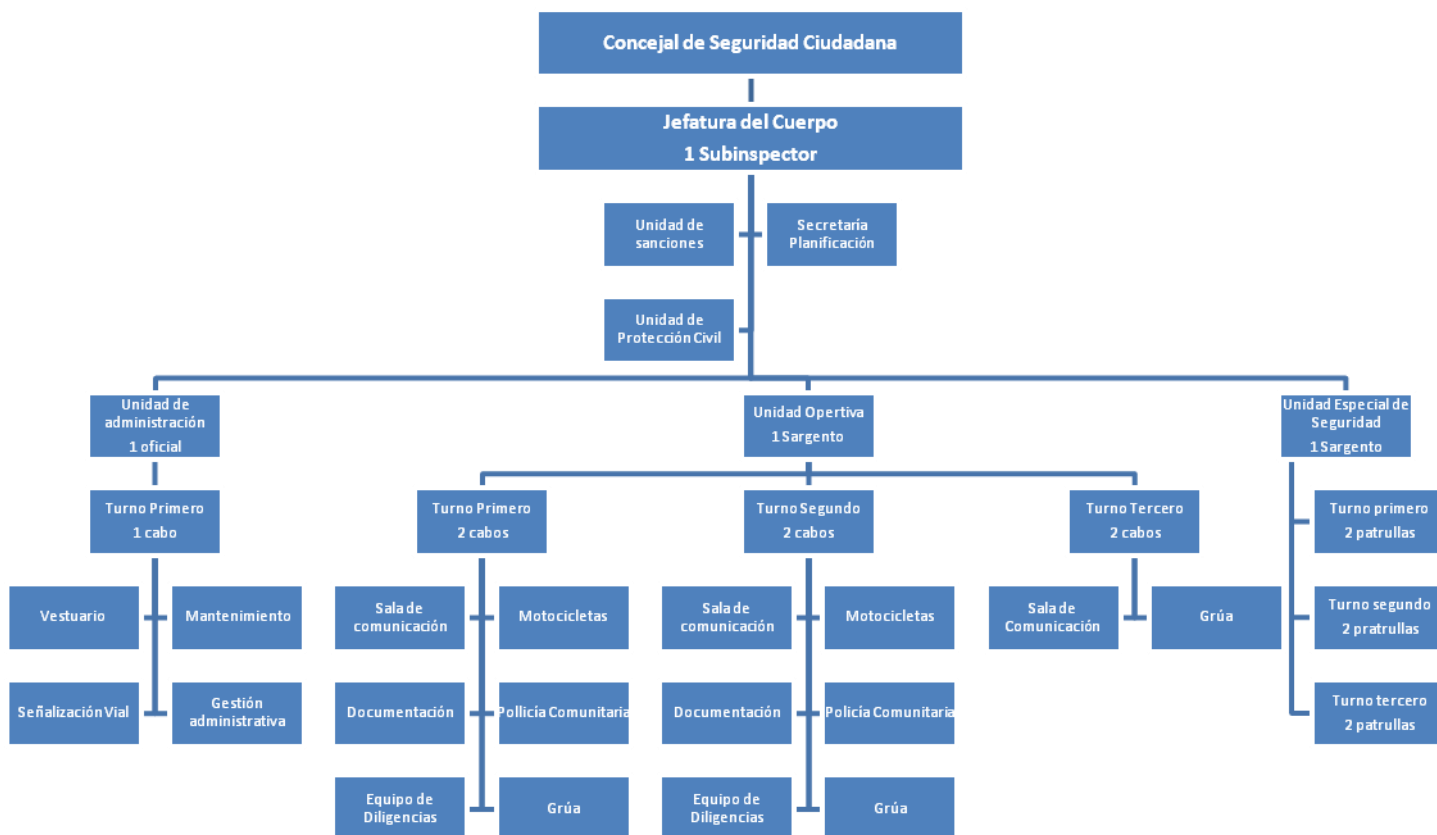 Concejal de Seguridad Ciudadana
Jefatura del Cuerpo
1 Subinspector
Unidad de
sanciones
Secretaría
Planificación
Unidad de
Protección Civil
Unidad de
administración
1 oficial
Unidad Opertiva
1 Sargento
Unidad Especial de
Seguridad
1 Sargento
Turno Primero
1 cabo
Turno Primero
2 cabos
Turno Segundo
2 cabos
Turno Tercero
2 cabos
Turno primero
2 patrullas
Vestuario
Mantenimiento
Sala de
comunicación
Motocicletas
Sala de
comunicación
Motocicletas
Sala de
Comunicación
Grúa
Turno segundo
2 pratrullas
Señalización Vial
Gestión
administrativa
Documentación
Pollicía Comunitaria
Documentación
Policía Comunitaria
Turno tercero
2 patrullas
Equipo de
Diligencias
Grúa
Equipo de
Diligencias
Grúa